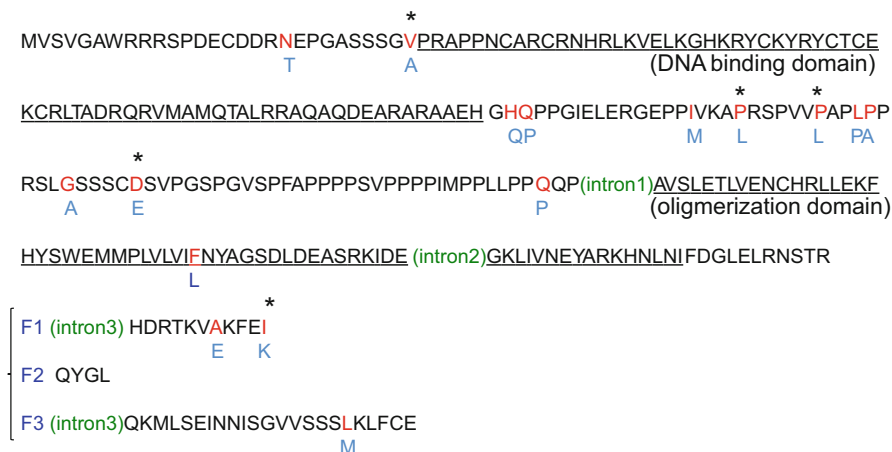 * 
MVSVGAWRRRRSPDECDDRNEPGASSSGVPRAPPNCARCRNHRLKVELKGHKRYCKYRYCTCE
T A (DNA binding domain)
* *
KCRLTADRQRVMAMQTALRRAQAQDEARARAAEH GHQPPGIELERGEPPIVKAPRSPVVPAPLPP
QP M L L PA
*
RSLGSSSCDSVPGSPGVSPFAPPPPSVPPPPIMPPLLPPQQP (intron1)AVSLETLVENCHRLLEKF
A E P (oligmerization domain)
HYSWEMMPLVLVIFNYAGSDLDEASRKIDE (intron2)GKLIVNEYARKHNLNIFDGLELRNSTR
L
*
F1 (intron3) HDRTKVAKFEI
E K
F2 QYGL
F3 (intron3)QKMLSEINNISGVVSSSLKLFCE
M